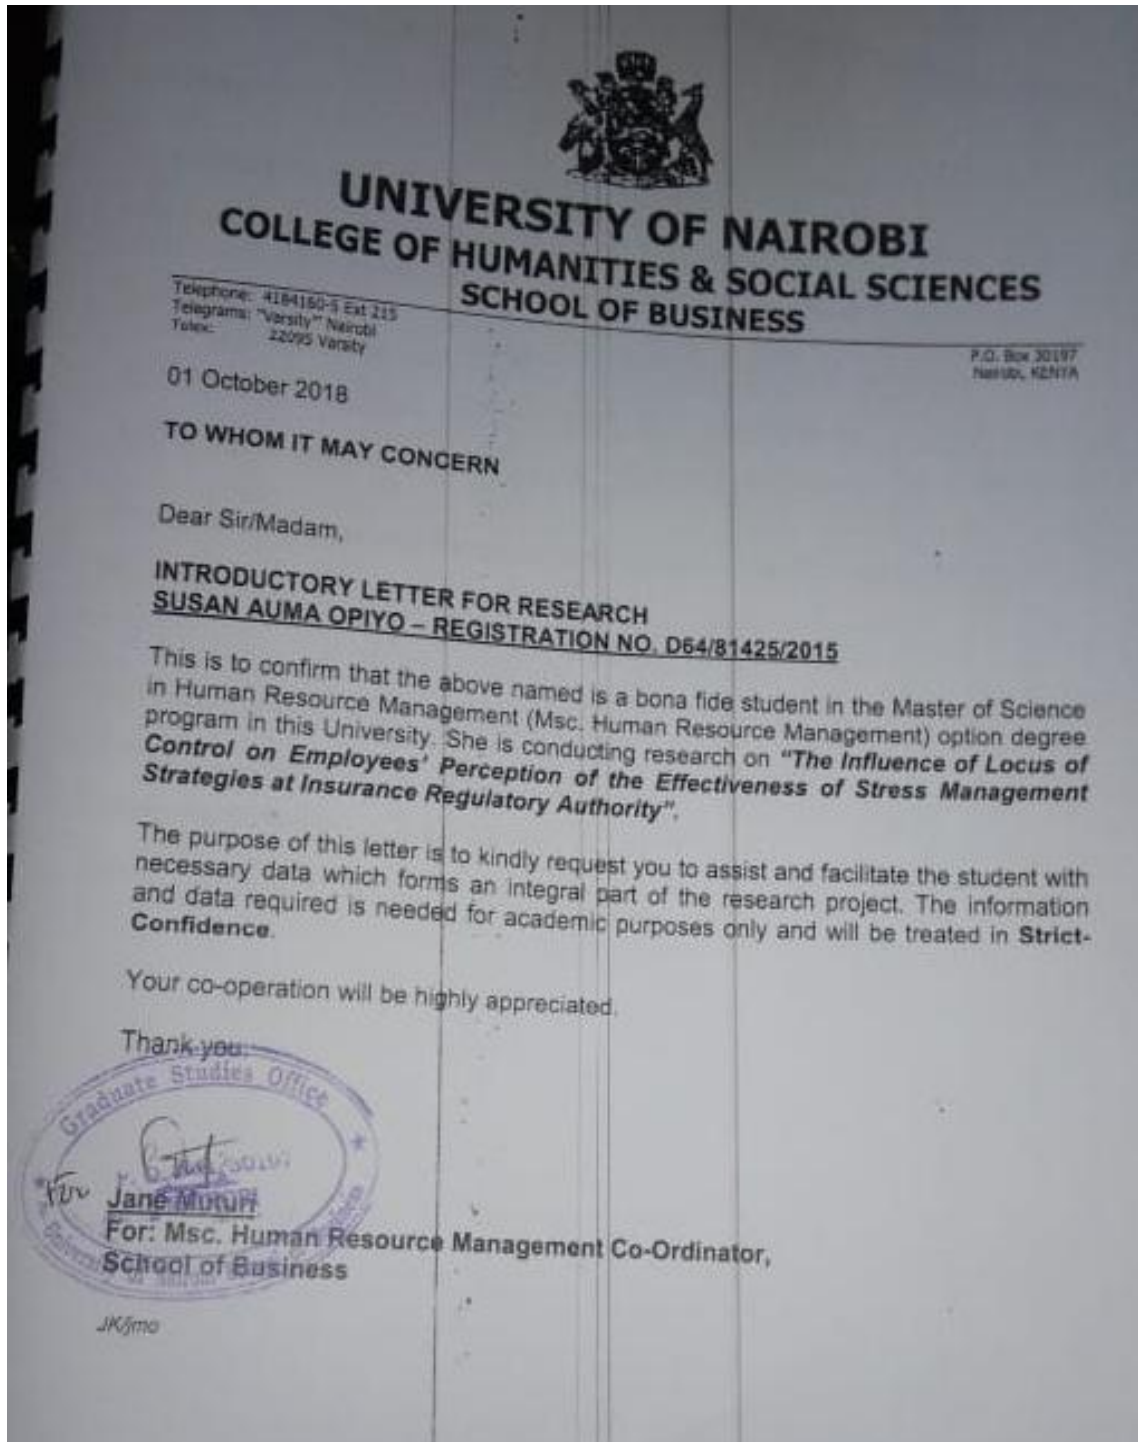 UNIVERSITY OF NAIROBI
COLLEGE OF HUMANITIES & SOCIAL SCIENCES
SCHOOL OF BUSINESS
Telephone: 4184160-5 Ext 215
Telegrams: "Varsity" Nairobi
Telex: 22095 Varsity
P.O. Box 30197
Nairobi, KENYA
01 October 2018
TO WHOM IT MAY CONCERN
Dear Sir/Madam,
INTRODUCTORY LETTER FOR RESEARCH
SUSAN AUMA OPIYO – REGISTRATION NO. D64/81425/2015
This is to confirm that the above named is a bona fide student in the Master of Science
in Human Resource Management (Msc. Human Resource Management) option degree
program in this University. She is conducting research on "The Influence of Locus of
Control on Employees' Perception of the Effectiveness of Stress Management
Strategies at Insurance Regulatory Authority".
The purpose of this letter is to kindly request you to assist and facilitate the student with
necessary data which forms an integral part of the research project. The information
and data required is needed for academic purposes only and will be treated in Strict-
Confidence.
Your co-operation will be highly appreciated.
Thank you.
Graduate Studies Office
For Jane Muturi
For: Msc. Human Resource Management Co-Ordinator,
School of Business
University of Nairobi
JK/jmo